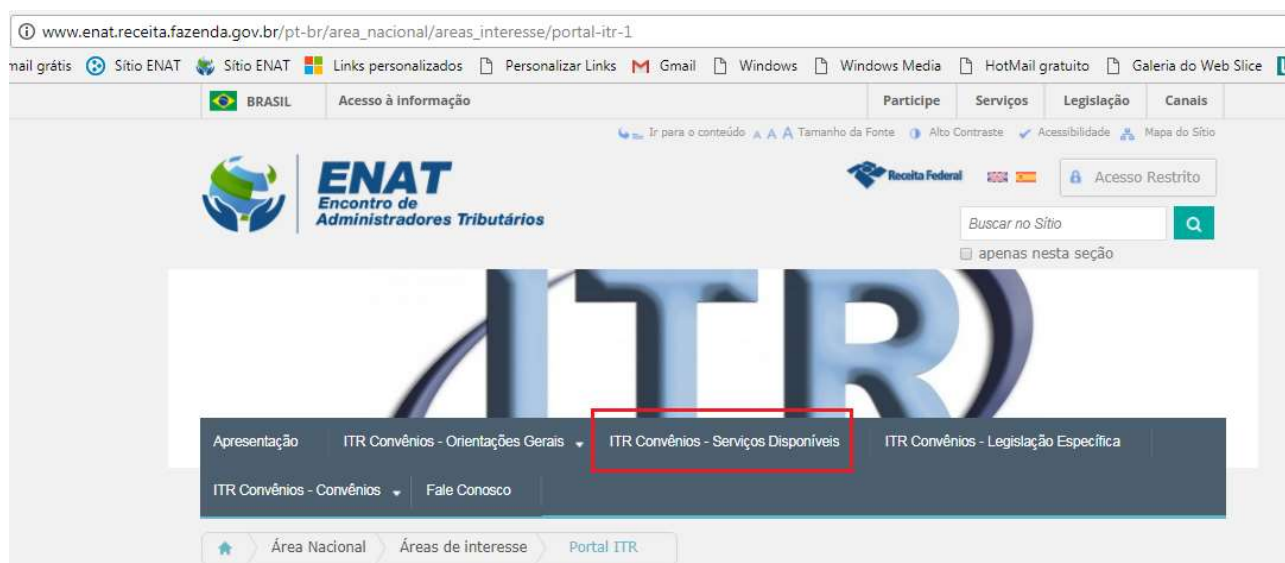 www.enat.receita.fazenda.gov.br/pt-br/area_nacional/areas_interesse/portal-itr-1
mail grátis Sítio ENAT Sítio ENAT Links personalizados Personalizar Links Gmail Windows Windows Media HotMail gratuito Galeria do Web Slice
BRASIL Acesso à informação Participe Serviços Legislação Canais
Ir para o conteúdo A A A Tamanho da Fonte Alto Contraste Acessibilidade Mapa do Sítio
ENAT
Encontro de
Administradores Tributários
Receita Federal
Acesso Restrito
Buscar no Sítio
apenas nesta seção
ITR
Apresentação ITR Convênios - Orientações Gerais ITR Convênios - Serviços Disponíveis ITR Convênios - Legislação Específica
ITR Convênios - Convênios Fale Conosco
Área Nacional Áreas de interesse Portal ITR